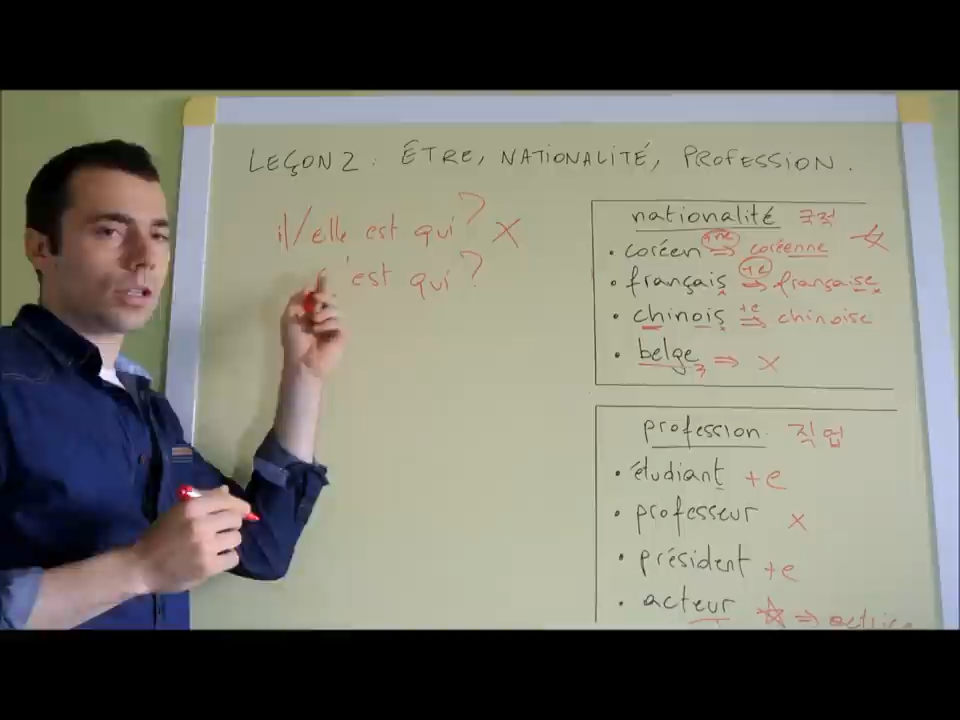 LEÇON 2 : ÊTRE, NATIONALITÉ, PROFESSION.
il/elle est qui? X
'est qui?
nationalité 국적
• coréen +ne ⇒ coréenne
• français +e ⇒ française
• chinois +e ⇒ chinoise
• belge ⇒ X
profession 직업
• étudiant +e
• professeur X
• président +e
• acteur ☆ ⇒